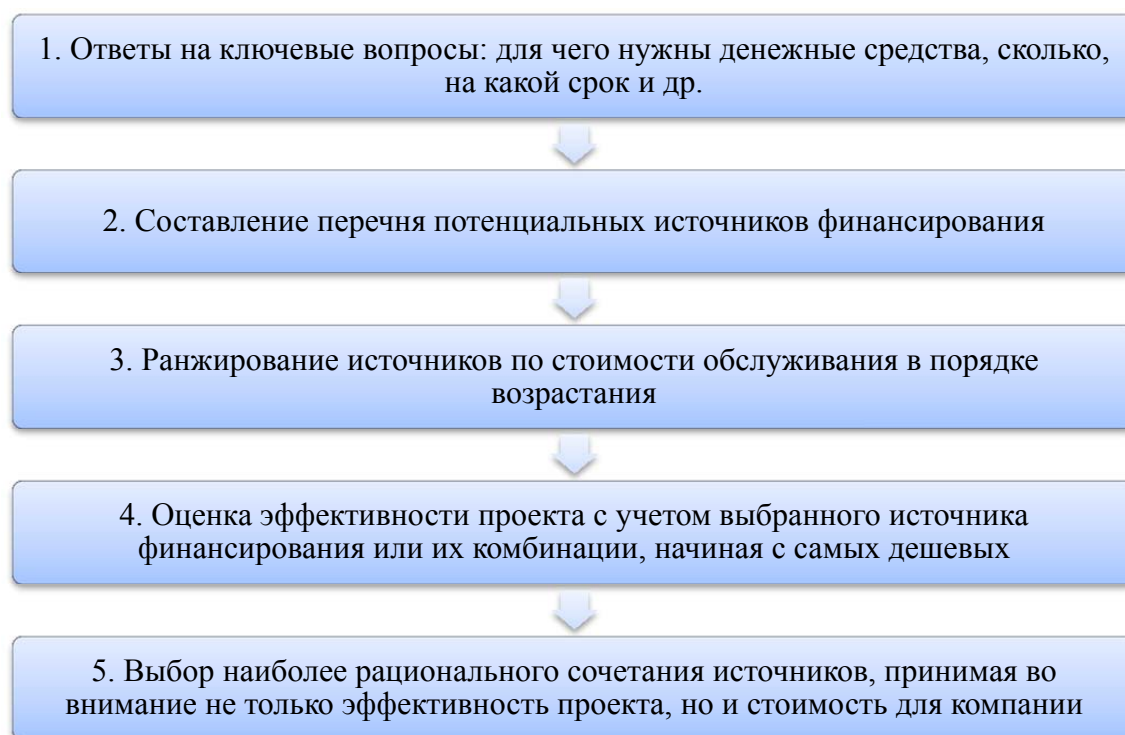 1. Ответы на ключевые вопросы: для чего нужны денежные средства, сколько,
на какой срок и др.
2. Составление перечня потенциальных источников финансирования
3. Ранжирование источников по стоимости обслуживания в порядке
возрастания
4. Оценка эффективности проекта с учетом выбранного источника
финансирования или их комбинации, начиная с самых дешевых
5. Выбор наиболее рационального сочетания источников, принимая во
внимание не только эффективность проекта, но и стоимость для компании